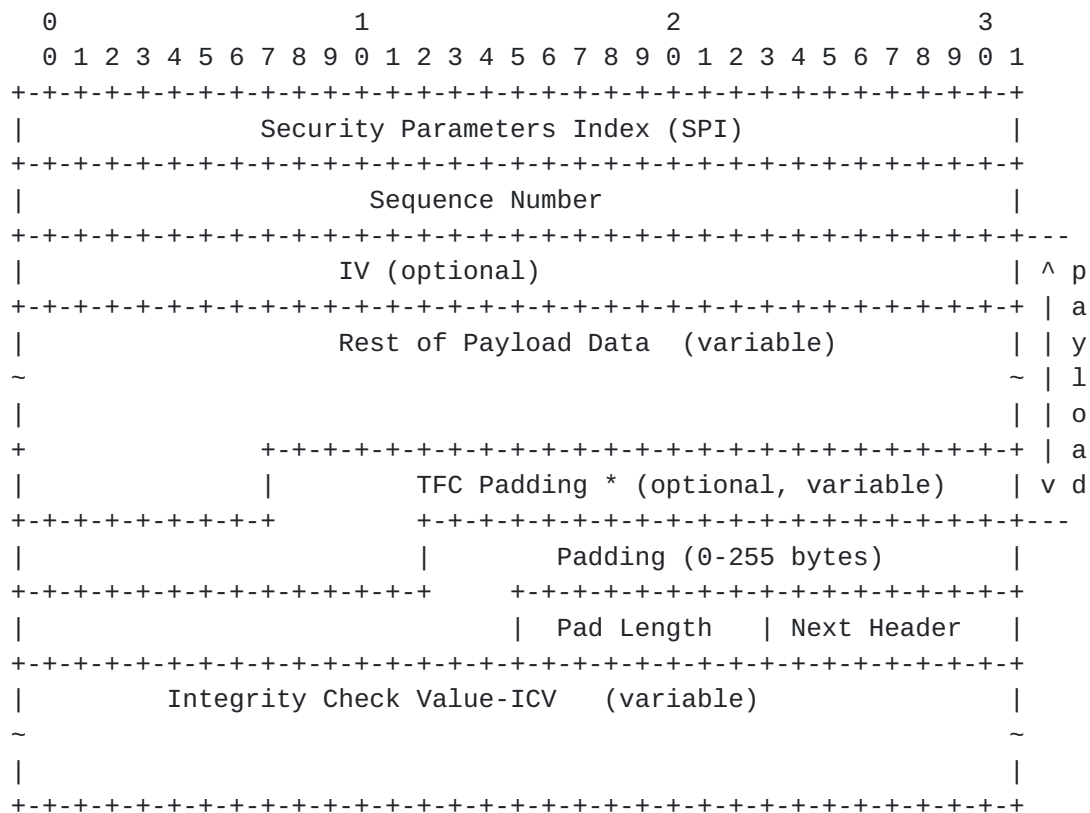 0                   1                   2                   3
 0 1 2 3 4 5 6 7 8 9 0 1 2 3 4 5 6 7 8 9 0 1 2 3 4 5 6 7 8 9 0 1
+-+-+-+-+-+-+-+-+-+-+-+-+-+-+-+-+-+-+-+-+-+-+-+-+-+-+-+-+-+-+-+-+
|               Security Parameters Index (SPI)                 |
+-+-+-+-+-+-+-+-+-+-+-+-+-+-+-+-+-+-+-+-+-+-+-+-+-+-+-+-+-+-+-+-+
|                      Sequence Number                          |
+-+-+-+-+-+-+-+-+-+-+-+-+-+-+-+-+-+-+-+-+-+-+-+-+-+-+-+-+-+-+-+-+---
|                    IV (optional)                              | ^ p
+-+-+-+-+-+-+-+-+-+-+-+-+-+-+-+-+-+-+-+-+-+-+-+-+-+-+-+-+-+-+-+-+ | a
|                    Rest of Payload Data  (variable)           | | y
~                                                               ~ | l
|                                                               | | o
+               +-+-+-+-+-+-+-+-+-+-+-+-+-+-+-+-+-+-+-+-+-+-+-+-+ | a
|               |         TFC Padding * (optional, variable)    | v d
+-+-+-+-+-+-+-+-+         +-+-+-+-+-+-+-+-+-+-+-+-+-+-+-+-+-+-+-+---
|                         |        Padding (0-255 bytes)        |
+-+-+-+-+-+-+-+-+-+-+-+-+-+     +-+-+-+-+-+-+-+-+-+-+-+-+-+-+-+-+
|                               |  Pad Length   | Next Header   |
+-+-+-+-+-+-+-+-+-+-+-+-+-+-+-+-+-+-+-+-+-+-+-+-+-+-+-+-+-+-+-+-+
|         Integrity Check Value-ICV   (variable)                |
~                                                               ~
|                                                               |
+-+-+-+-+-+-+-+-+-+-+-+-+-+-+-+-+-+-+-+-+-+-+-+-+-+-+-+-+-+-+-+-+